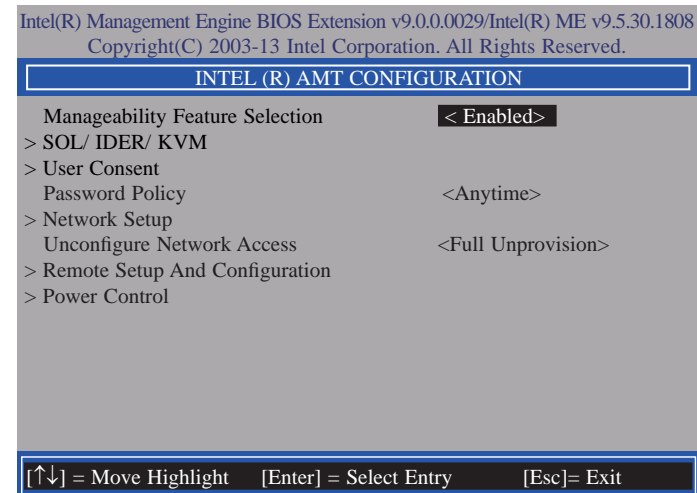 Intel(R) Management Engine BIOS Extension v9.0.0.0029/Intel(R) ME v9.5.30.1808
Copyright(C) 2003-13 Intel Corporation. All Rights Reserved.
INTEL (R) AMT CONFIGURATION
Manageability Feature Selection < Enabled>
> SOL/ IDER/ KVM
> User Consent
Password Policy <Anytime>
> Network Setup
Unconfigure Network Access <Full Unprovision>
> Remote Setup And Configuration
> Power Control
[↑↓] = Move Highlight [Enter] = Select Entry [Esc]= Exit